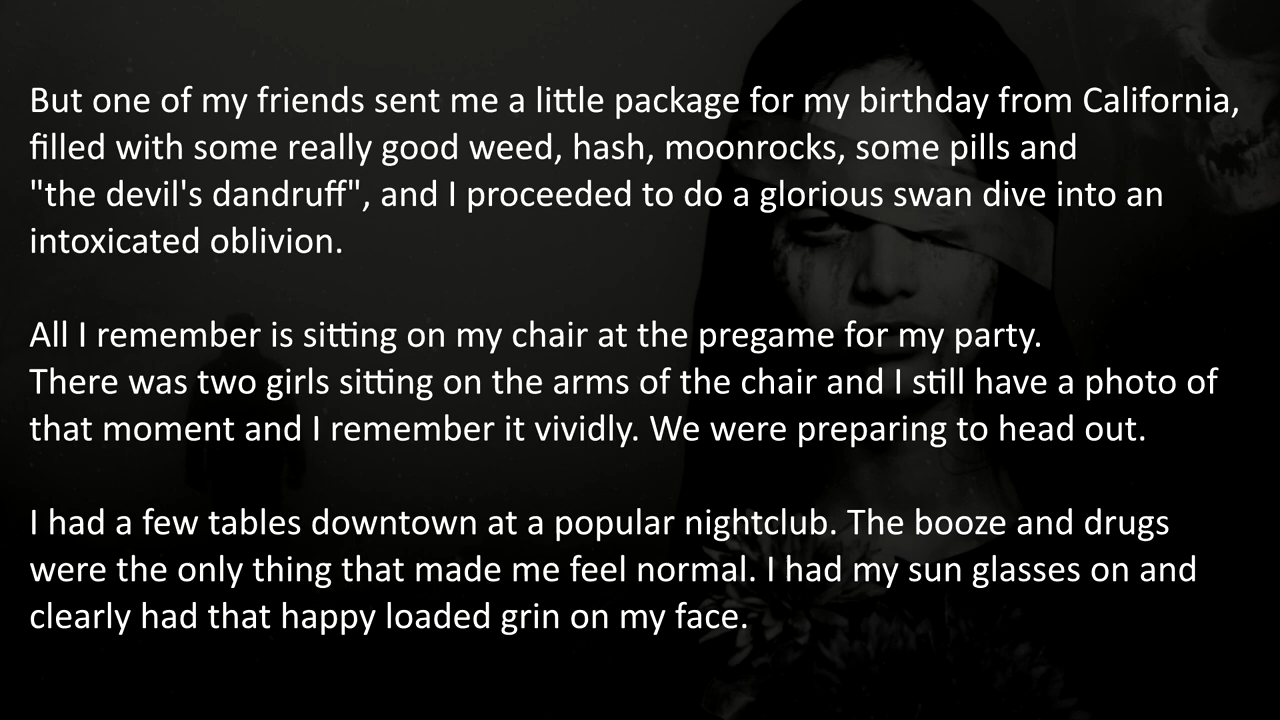 But one of my friends sent me a little package for my birthday from California,
filled with some really good weed, hash, moonrocks, some pills and
"the devil's dandruff", and I proceeded to do a glorious swan dive into an
intoxicated oblivion.
All I remember is sitting on my chair at the pregame for my party.
There was two girls sitting on the arms of the chair and I still have a photo of
that moment and I remember it vividly. We were preparing to head out.
I had a few tables downtown at a popular nightclub. The booze and drugs
were the only thing that made me feel normal. I had my sun glasses on and
clearly had that happy loaded grin on my face.